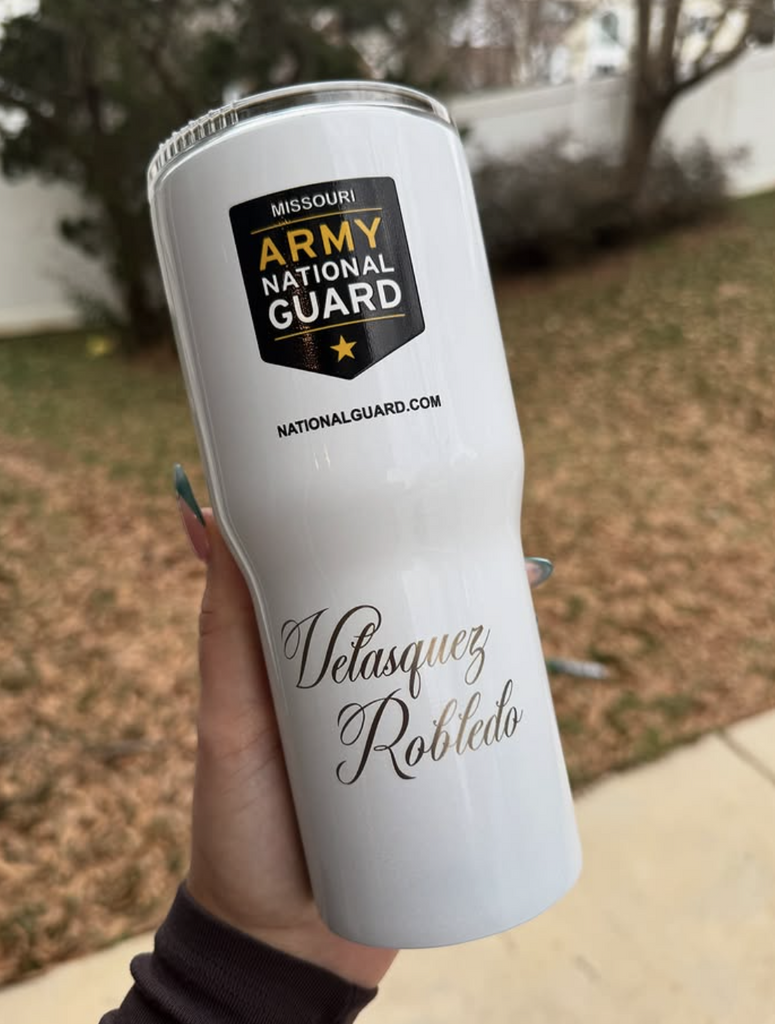 MISSOURI
ARMY
NATIONAL
GUARD
NATIONALGUARD.COM
Velasquez
Robledo